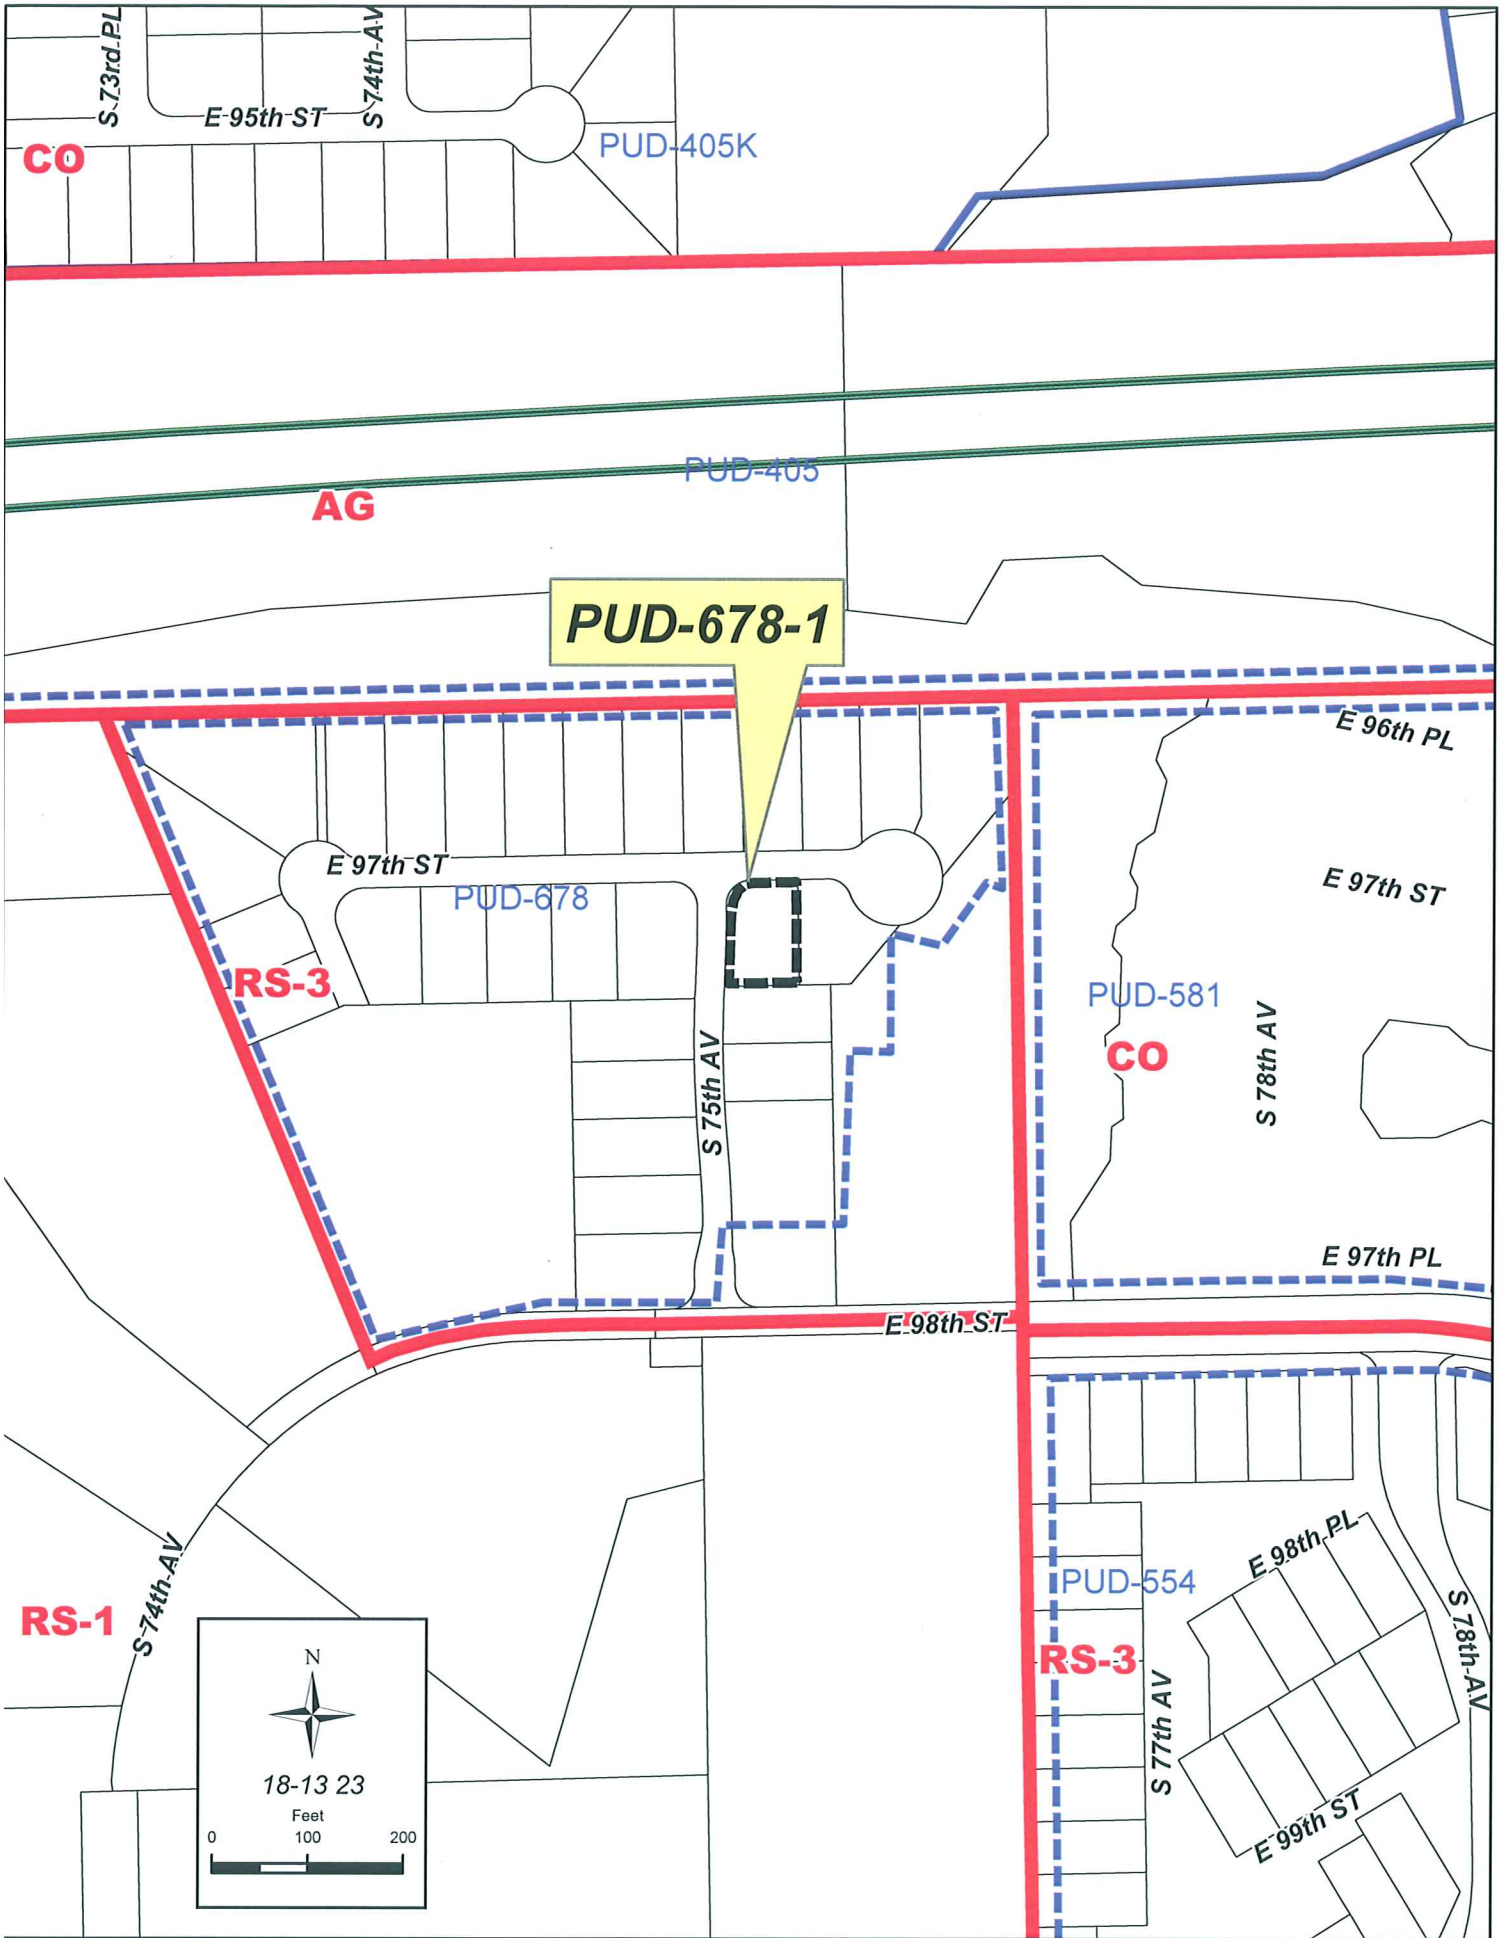 S 73rd PL
S 74th AV
E 95th ST
PUD-405K
CO
PUD-405
AG
PUD-678-1
E 96th PL
E 97th ST
E 97th ST
PUD-678
RS-3
PUD-581
CO
S 78th AV
S 75th AV
E 97th PL
E 98th ST
E 98th PL
PUD-554
S 74th AV
RS-1
S 78th AV
RS-3
N
S 77th AV
18-13 23
Feet
0 100 200
E 99th ST